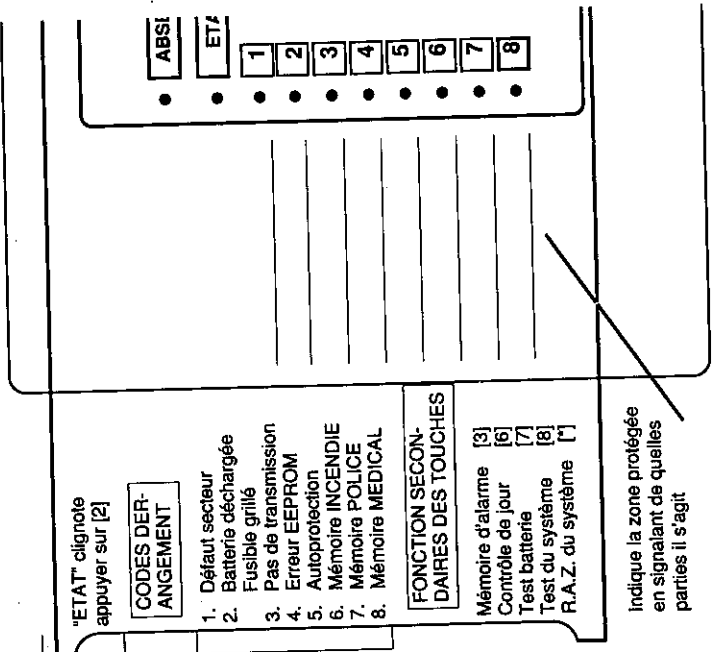 "ETAT" clignote
appuyer sur [2]
CODES DER-
ANGEMENT
1. Défaut secteur
2. Batterie déchargée
Fusible grillé
3. Pas de transmission
4. Erreur EEPROM
5. Autoprotection
6. Mémoire INCENDIE
7. Mémoire POLICE
8. Mémoire MEDICAL
FONCTION SECON-
DAIRES DES TOUCHES
Mémoire d'alarme [3]
Contrôle de jour [6]
Test batterie [7]
Test du système [8]
R.A.Z. du système [*]
Indique la zone protégée
en signalant de quelles
parties il s'agit
ABSE
ETA
1
2
3
4
5
6
7
8